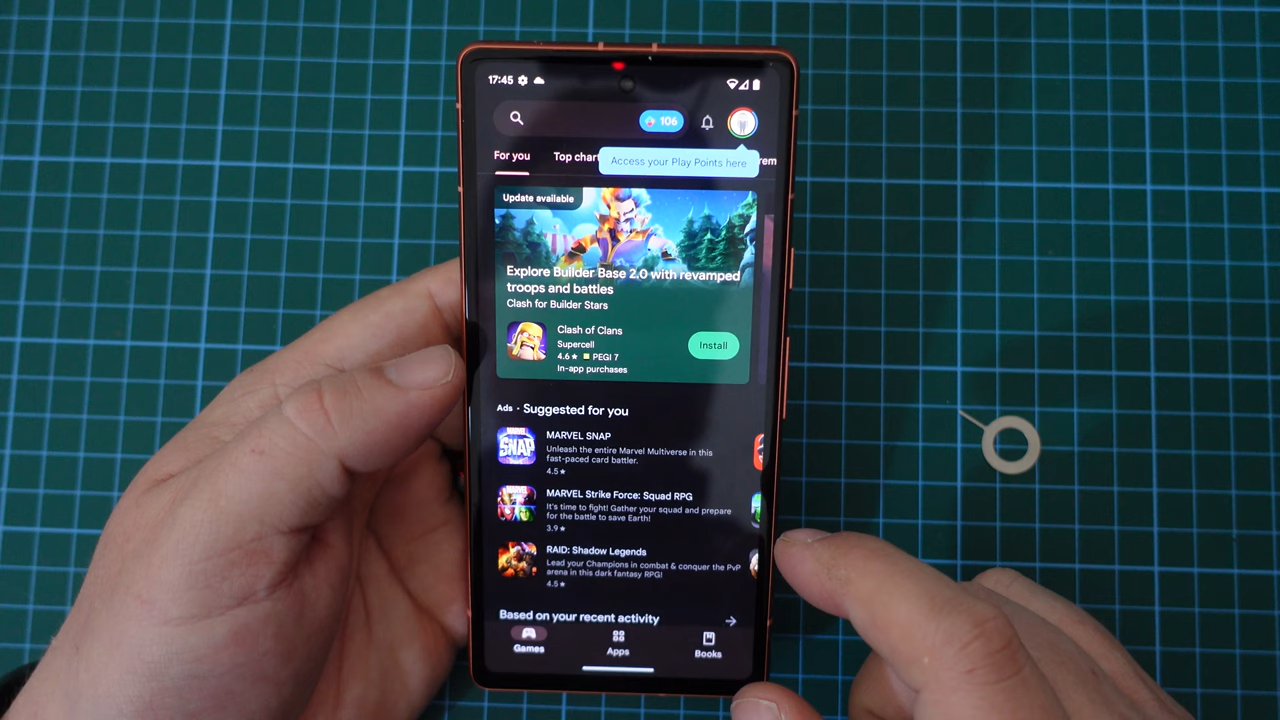 17:45
106
For you
Top chart
rem
Access your Play Points here
Update available
Explore Builder Base 2.0 with revamped
troops and battles
Clash for Builder Stars
Clash of Clans
Supercell
4.6★ PEGI 7
In-app purchases
Install
Ads · Suggested for you
MARVEL SNAP
Unleash the entire Marvel Multiverse in this
fast-paced card battler.
4.5★
MARVEL Strike Force: Squad RPG
It's time to fight! Gather your squad and prepare
for the battle to save Earth!
3.9★
RAID: Shadow Legends
Lead your Champions in combat & conquer the PvP
arena in this dark fantasy RPG!
4.5★
Based on your recent activity
Games
Apps
Books